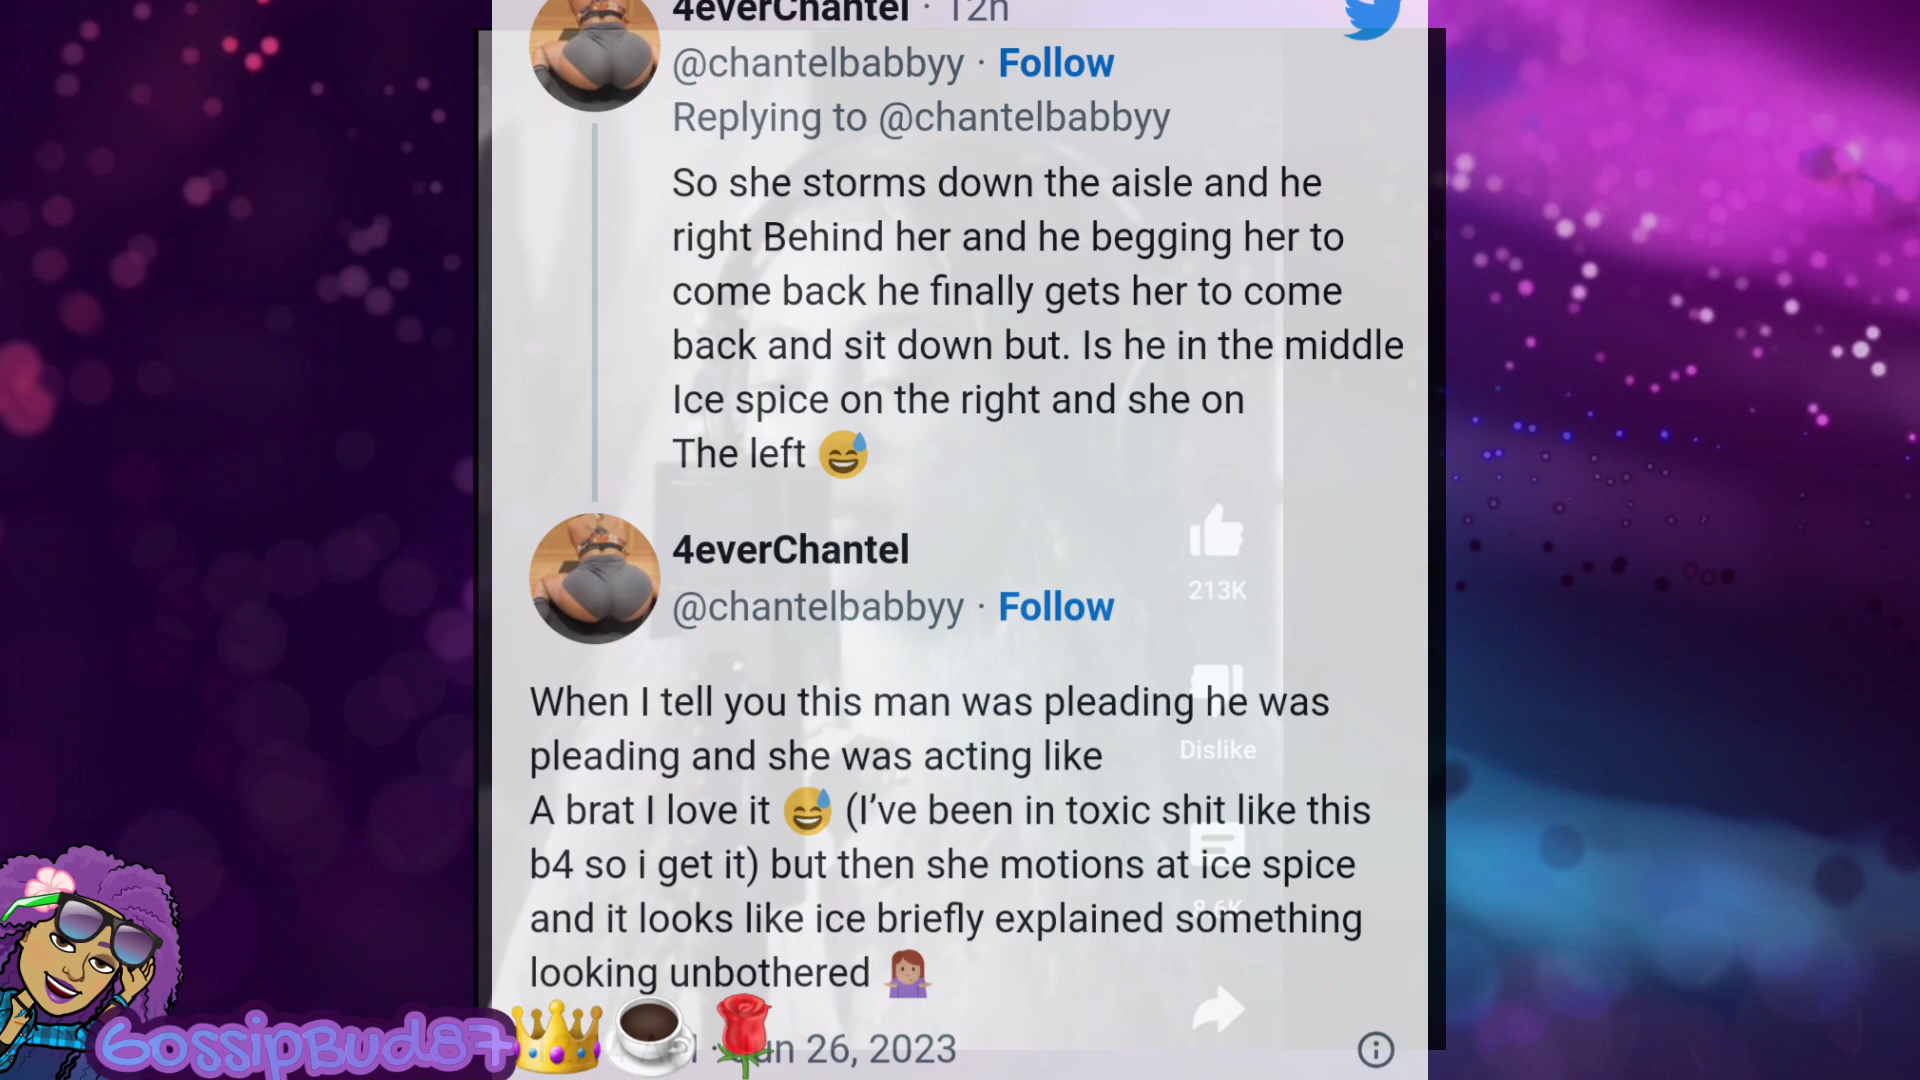 4everChantel · 12h
@chantelbabbyy · Follow
Replying to @chantelbabbyy
So she storms down the aisle and he
right Behind her and he begging her to
come back he finally gets her to come
back and sit down but. Is he in the middle
Ice spice on the right and she on
The left 😅
4everChantel
@chantelbabbyy · Follow
213K
When I tell you this man was pleading he was
pleading and she was acting like
Dislike
A brat I love it 😅 (I’ve been in toxic shit like this
b4 so i get it) but then she motions at ice spice
8.6K
and it looks like ice briefly explained something
looking unbothered 🤷🏽‍♀️
GossipBud87
26, 2023